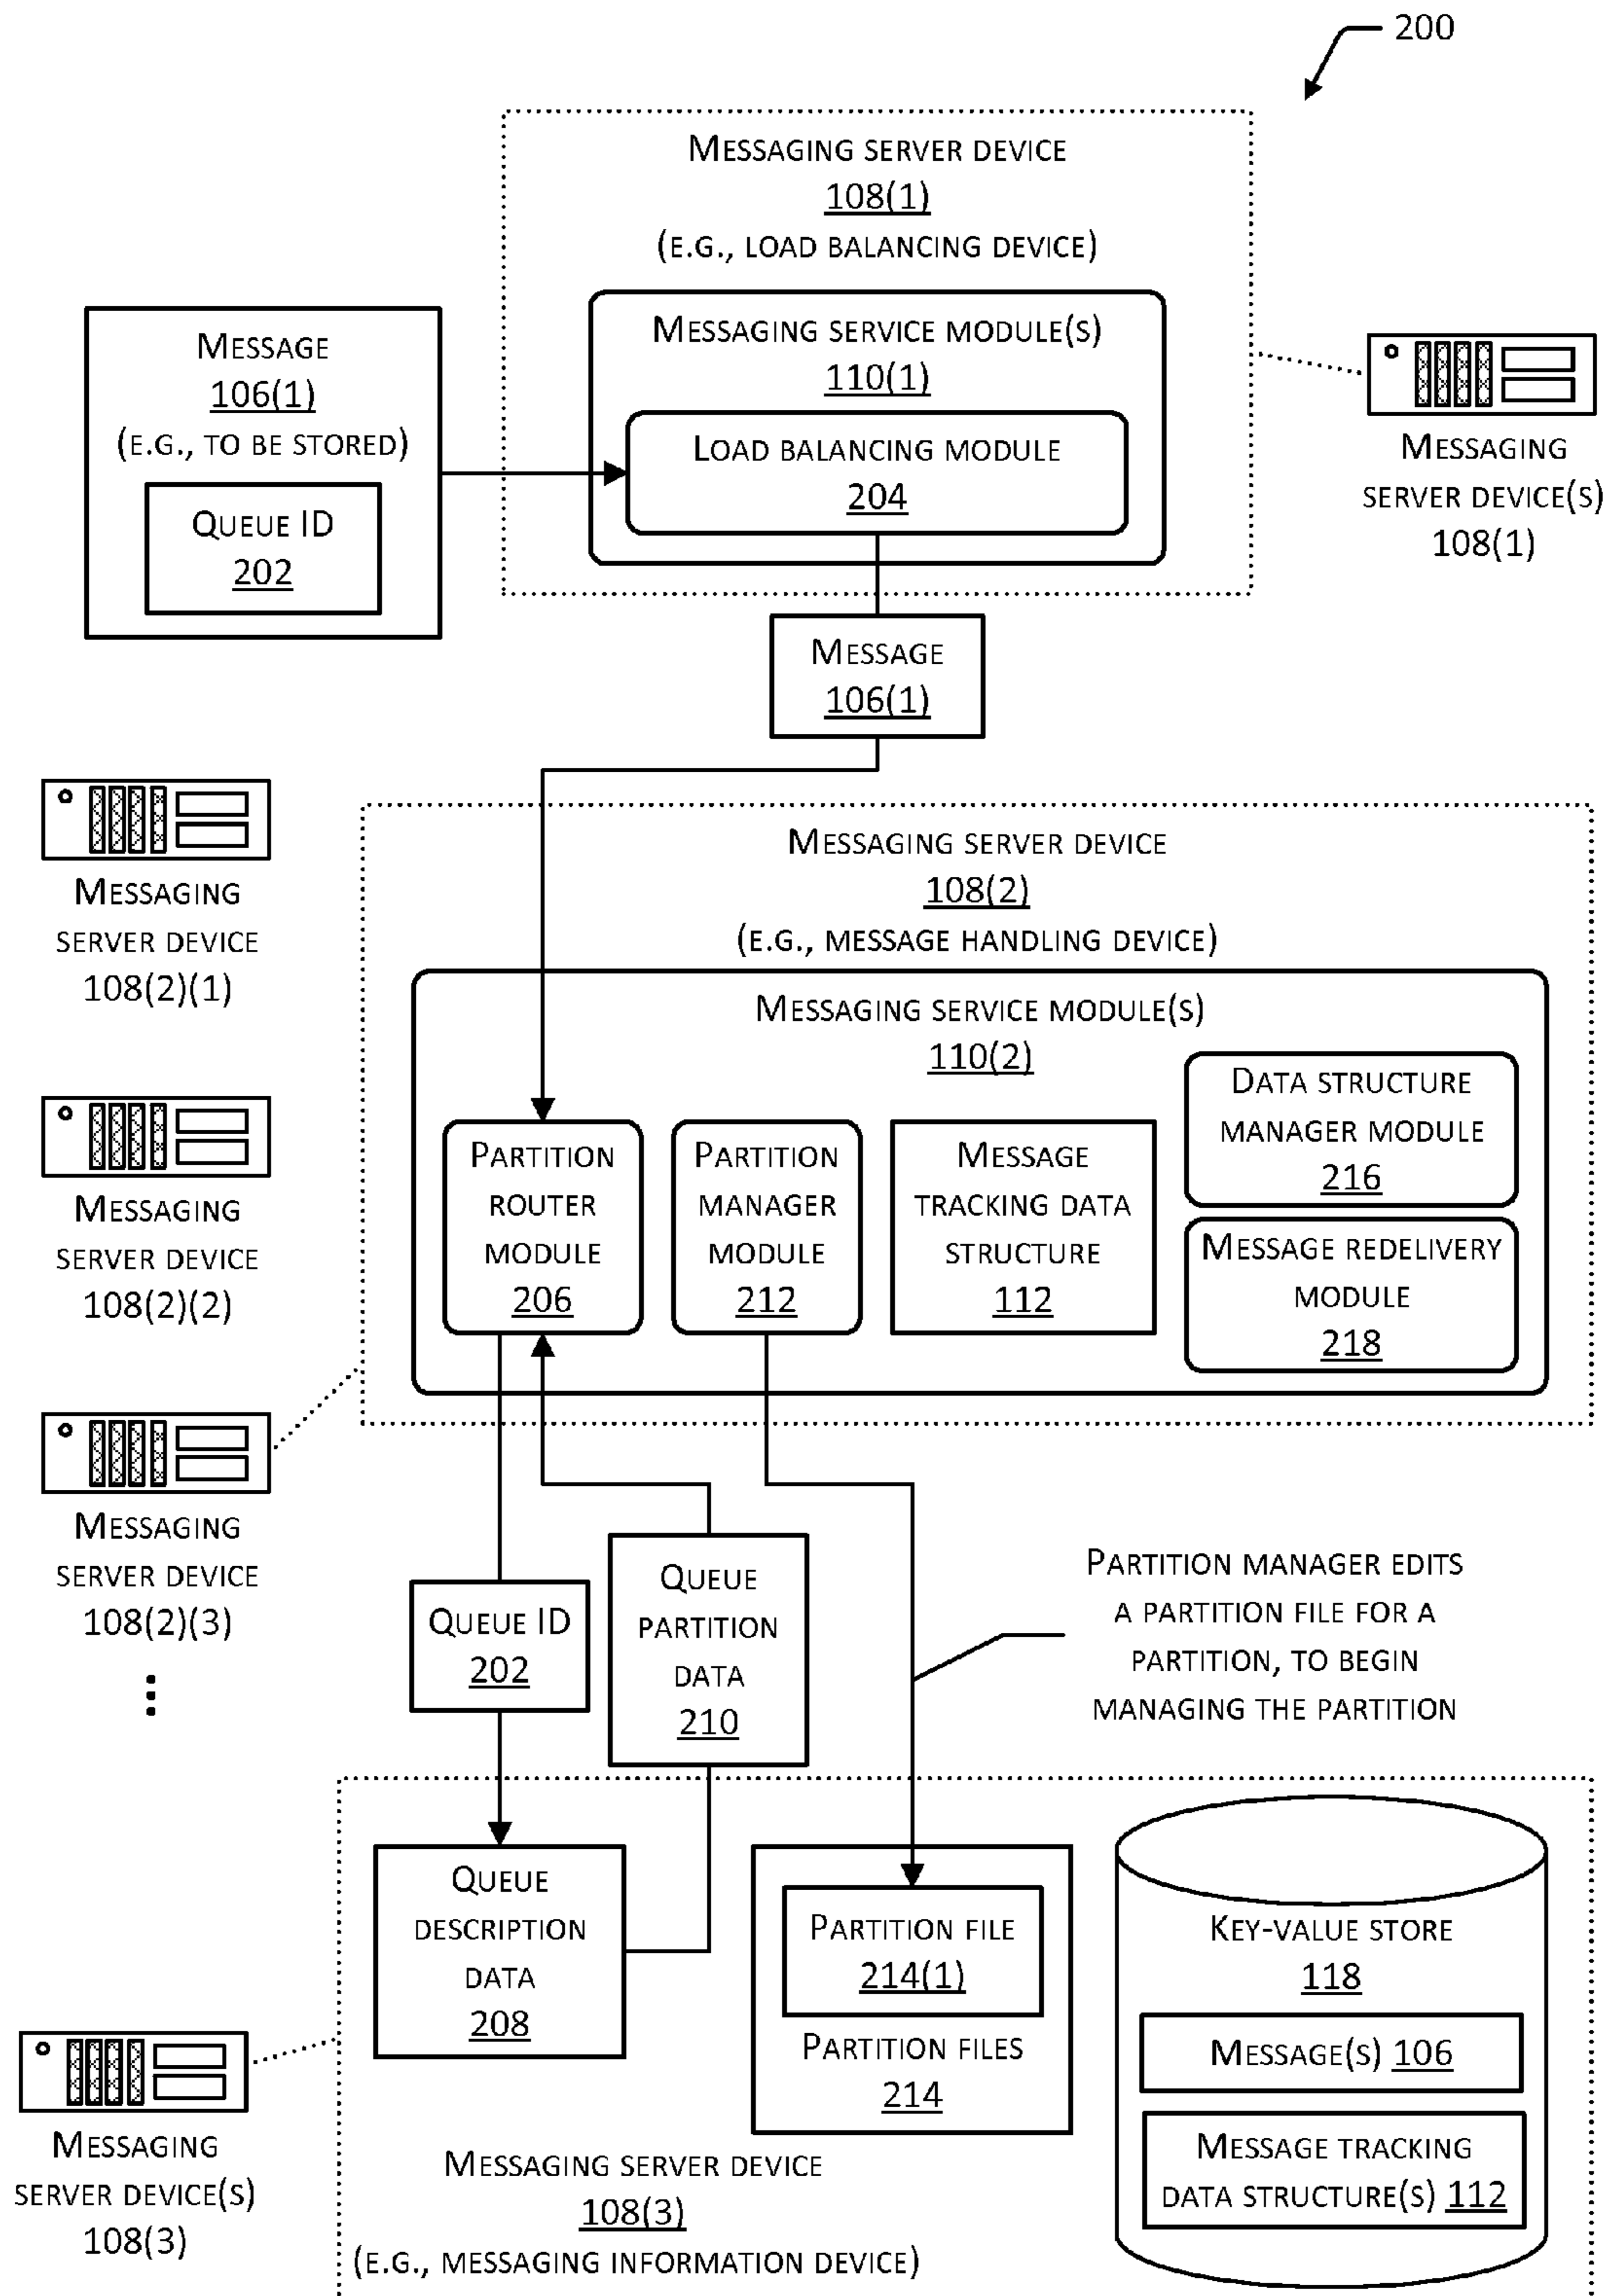 200
Messaging server device
108(1)
(e.g., load balancing device)
Messaging service module(s)
110(1)
Load balancing module
204
Message
106(1)
(e.g., to be stored)
Queue ID
202
Messaging
server device(s)
108(1)
Message
106(1)
Messaging
server device
108(2)(1)
Messaging
server device
108(2)(2)
Messaging
server device
108(2)(3)
Messaging server device
108(2)
(e.g., message handling device)
Messaging service module(s)
110(2)
Partition
router
module
206
Partition
manager
module
212
Message
tracking data
structure
112
Data structure
manager module
216
Message redelivery
module
218
Queue ID
202
Queue
partition
data
210
Partition manager edits
a partition file for a
partition, to begin
managing the partition
Queue
description
data
208
Partition file
214(1)
Partition files
214
Key-value store
118
Message(s) 106
Message tracking
data structure(s) 112
Messaging
server device(s)
108(3)
Messaging server device
108(3)
(e.g., messaging information device)